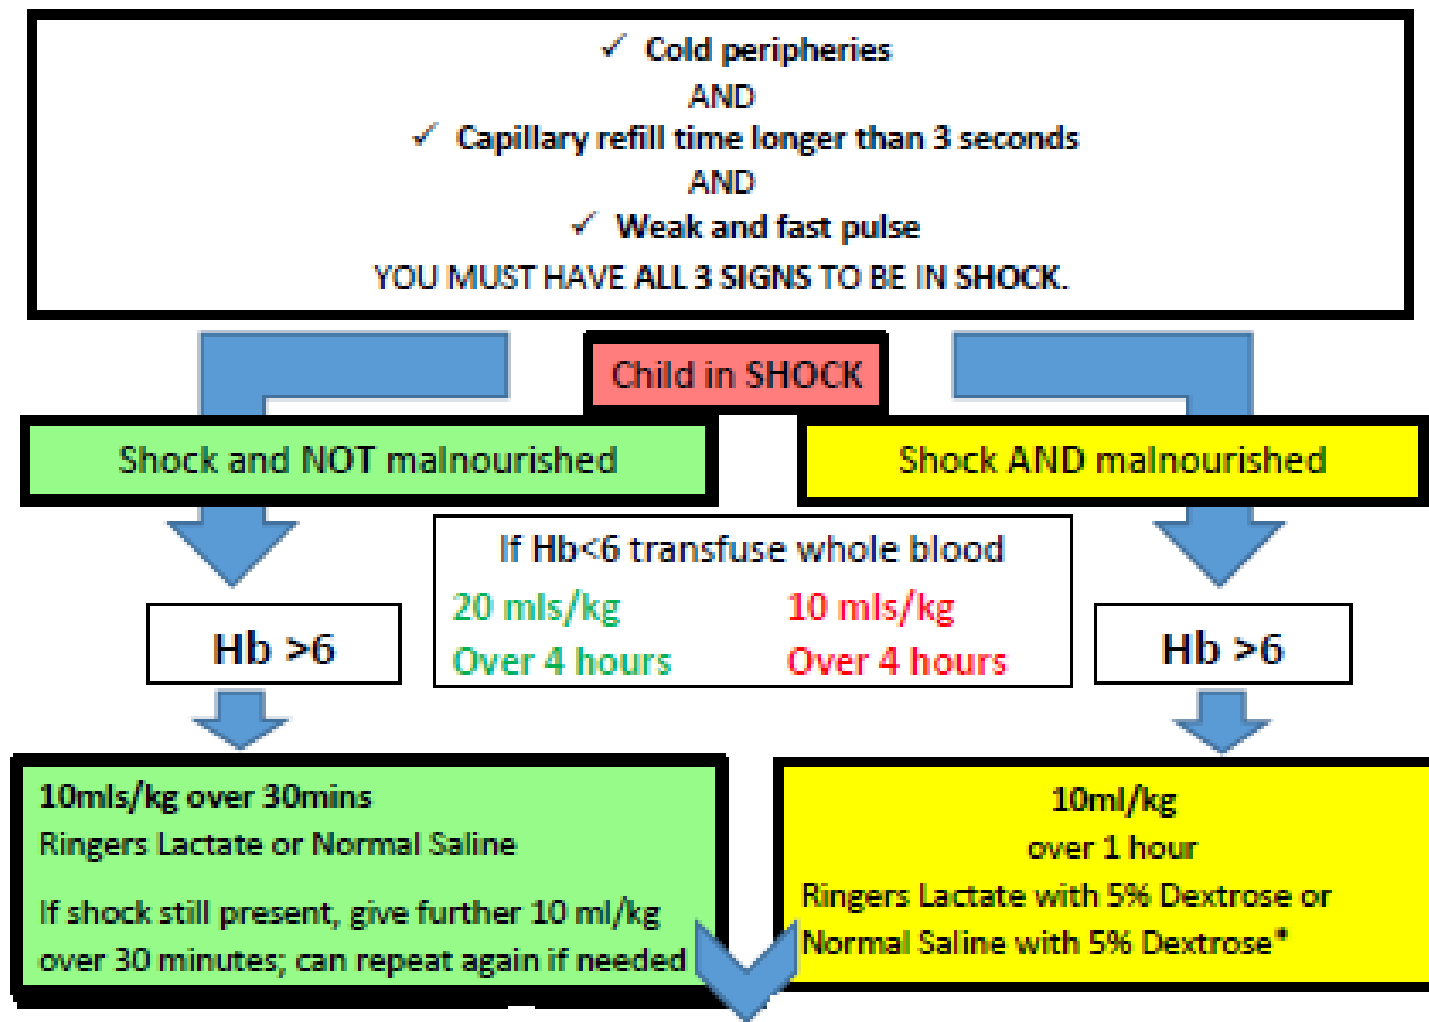 ✓ Cold peripheries
AND
✓ Capillary refill time longer than 3 seconds
AND
✓ Weak and fast pulse
YOU MUST HAVE ALL 3 SIGNS TO BE IN SHOCK.
Child in SHOCK
Shock and NOT malnourished
Shock AND malnourished
If Hb<6 transfuse whole blood
20 mls/kg
Over 4 hours
10 mls/kg
Over 4 hours
Hb >6
Hb >6
10mls/kg over 30mins
Ringers Lactate or Normal Saline
If shock still present, give further 10 ml/kg
over 30 minutes; can repeat again if needed
10ml/kg
over 1 hour
Ringers Lactate with 5% Dextrose or
Normal Saline with 5% Dextrose*